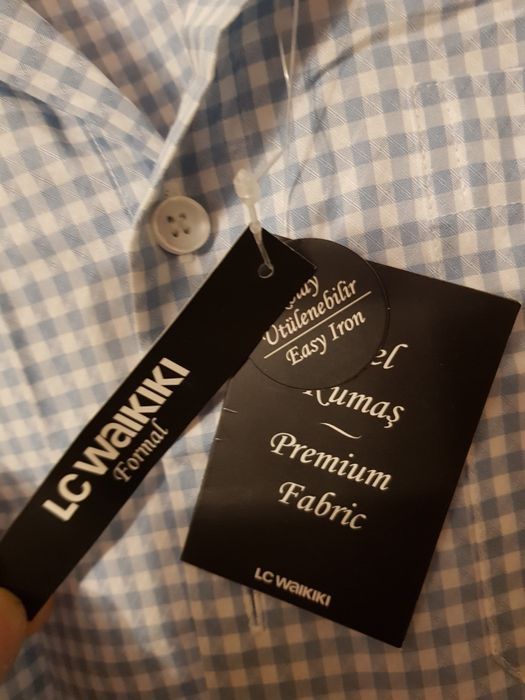 LC WAIKIKI
Formal
Ütülenebilir
Easy Iron
Kumaş
Premium
Fabric
LC WAIKIKI